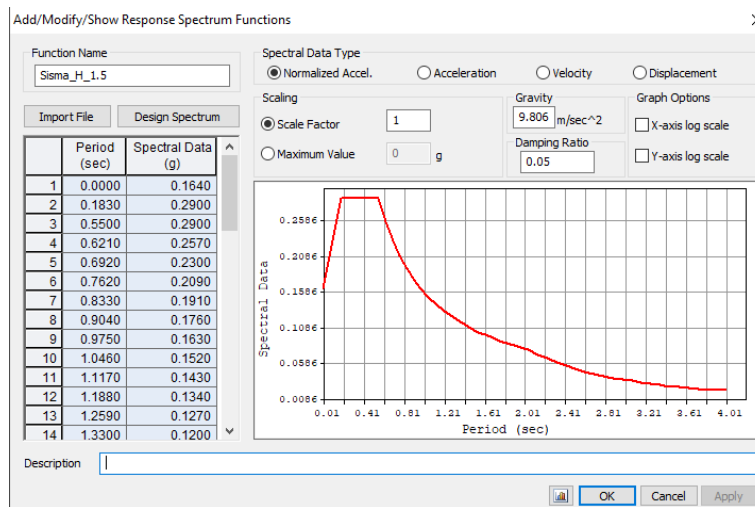 Add/Modify/Show Response Spectrum Functions
Function Name
Sisma_H_1.5
Import File
Design Spectrum
Period (sec) Spectral Data (g)
1 0.0000 0.1640
2 0.1830 0.2900
3 0.5500 0.2900
4 0.6210 0.2570
5 0.6920 0.2300
6 0.7620 0.2090
7 0.8330 0.1910
8 0.9040 0.1760
9 0.9750 0.1630
10 1.0460 0.1520
11 1.1170 0.1430
12 1.1880 0.1340
13 1.2590 0.1270
14 1.3300 0.1200
Spectral Data Type
Normalized Accel. Acceleration Velocity Displacement
Scaling
Scale Factor 1
Maximum Value 0 g
Gravity
9.806 m/sec^2
Damping Ratio
0.05
Graph Options
X-axis log scale
Y-axis log scale
Spectral Data
0.2586
0.2086
0.1586
0.1086
0.0586
0.0086
0.01 0.41 0.81 1.21 1.61 2.01 2.41 2.81 3.21 3.61 4.01
Period (sec)
Description
OK Cancel Apply